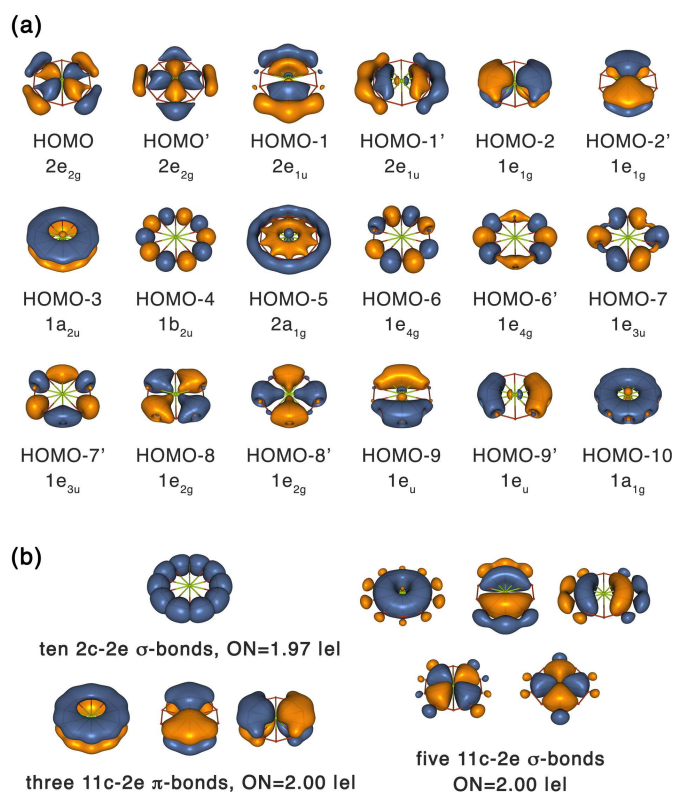 (a)
HOMO HOMO' HOMO-1 HOMO-1' HOMO-2 HOMO-2'
2e2g 2e2g 2e1u 2e1u 1e1g 1e1g
HOMO-3 HOMO-4 HOMO-5 HOMO-6 HOMO-6' HOMO-7
1a2u 1b2u 2a1g 1e4g 1e4g 1e3u
HOMO-7' HOMO-8 HOMO-8' HOMO-9 HOMO-9' HOMO-10
1e3u 1e2g 1e2g 1eu 1eu 1a1g
(b)
ten 2c-2e σ-bonds, ON=1.97 lel
three 11c-2e π-bonds, ON=2.00 lel
five 11c-2e σ-bonds
ON=2.00 lel